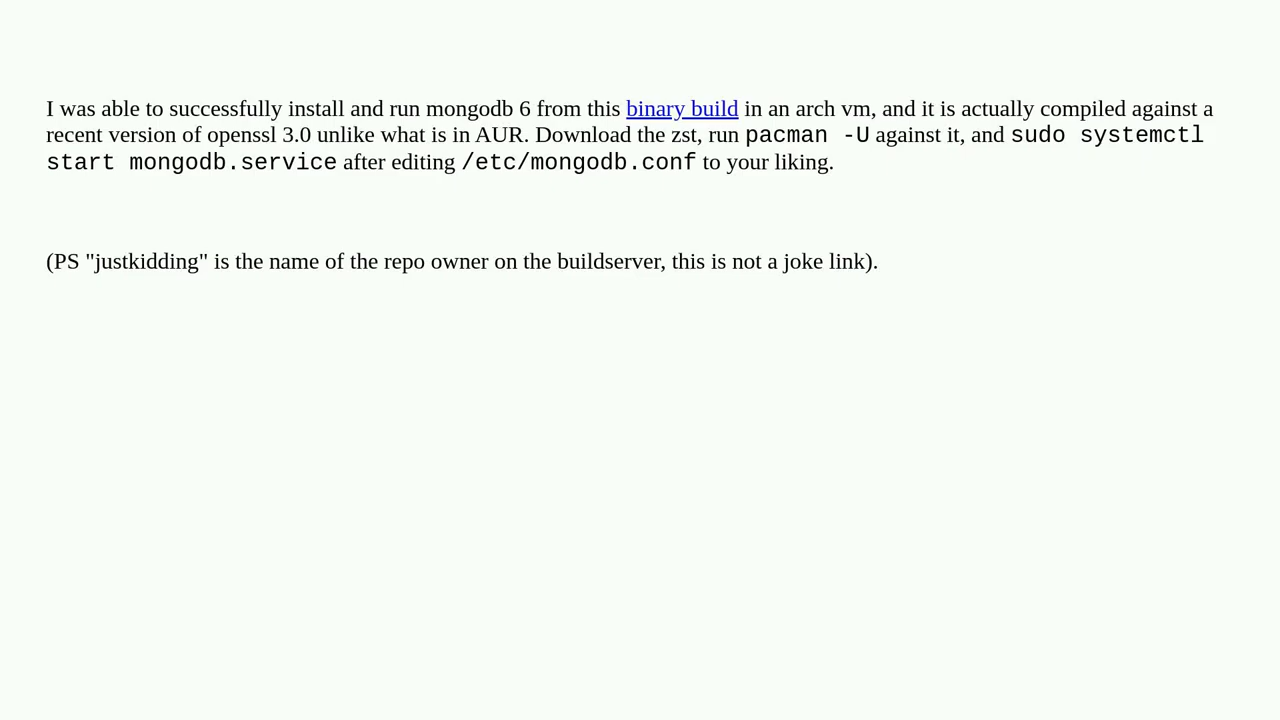 I was able to successfully install and run mongodb 6 from this binary build in an arch vm, and it is actually compiled against a
recent version of openssl 3.0 unlike what is in AUR. Download the zst, run pacman -U against it, and sudo systemctl
start mongodb.service after editing /etc/mongodb.conf to your liking.
(PS "justkidding" is the name of the repo owner on the buildserver, this is not a joke link).